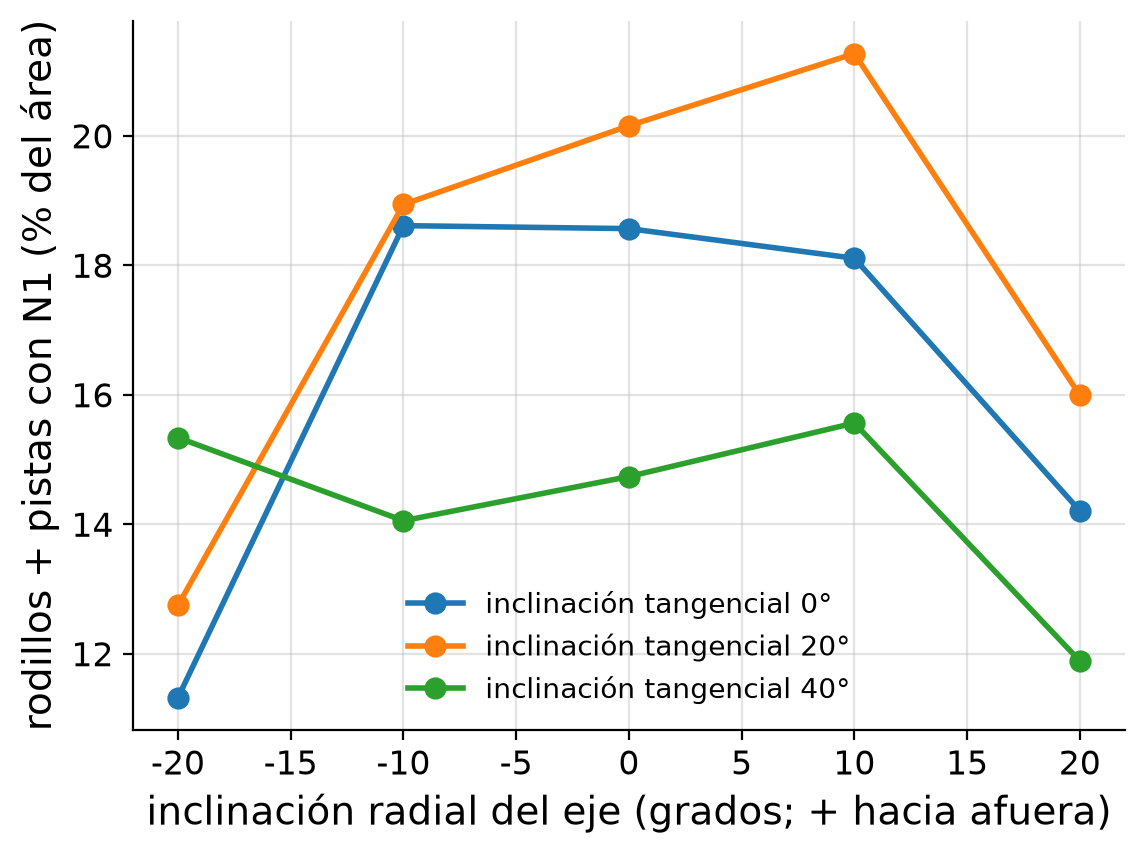 rodillos + pistas con N1 (% del área)
20
18
16
14
12
inclinación tangencial 0°
inclinación tangencial 20°
inclinación tangencial 40°
-20 -15 -10 -5 0 5 10 15 20
inclinación radial del eje (grados; + hacia afuera)